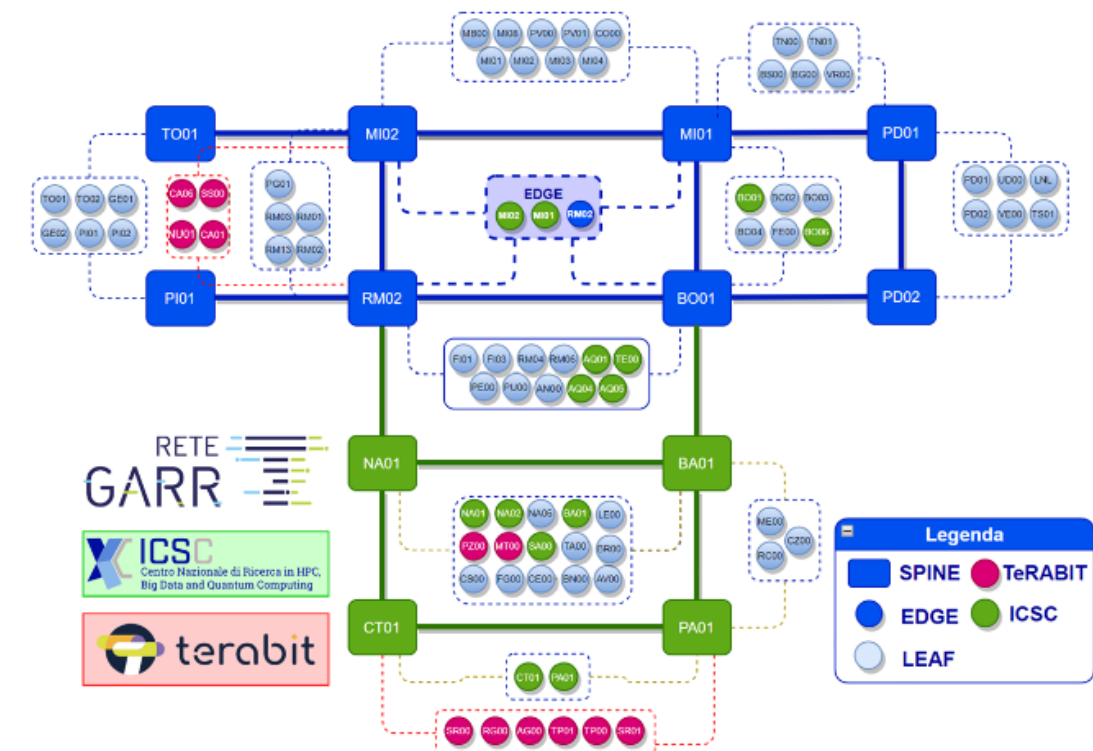 MB00 MI08 PV00 PV01 CO00
MI01 MI02 MI03 MI04
TN00 TN01
BS00 BG00 VR00
TO01
MI02
MI01
PD01
TO01 TO02 GE01
GE02 PI01 PI02
CA06 SS00
NU01 CA01
PG01
RM03 RM01
RM13 RM02
EDGE
MI02 MI01 RM02
BO01 BO02 BO03
BO04 FE00 BO06
PD01 UD00 LNL
PD02 VE00 TS01
PI01
RM02
BO01
PD02
FI01 FI03 RM04 AQ01 TE00
PE00 PU00 AN00 AQ04 AQ05
RETE
GARR
NA01
BA01
NA01 NA02 BA01 LE00
PZ00 MT00 SA00 TA00 BR00
CS00 FG00 CE00 BN00 AV00
ME00
CZ00
RC00
ICSC
Centro Nazionale di Ricerca in HPC,
Big Data and Quantum Computing
terabit
CT01
PA01
CT01 PA01
SR00 RG00 AG00 TP01 TP00 SR01
Legenda
SPINE TeRABIT
EDGE ICSC
LEAF